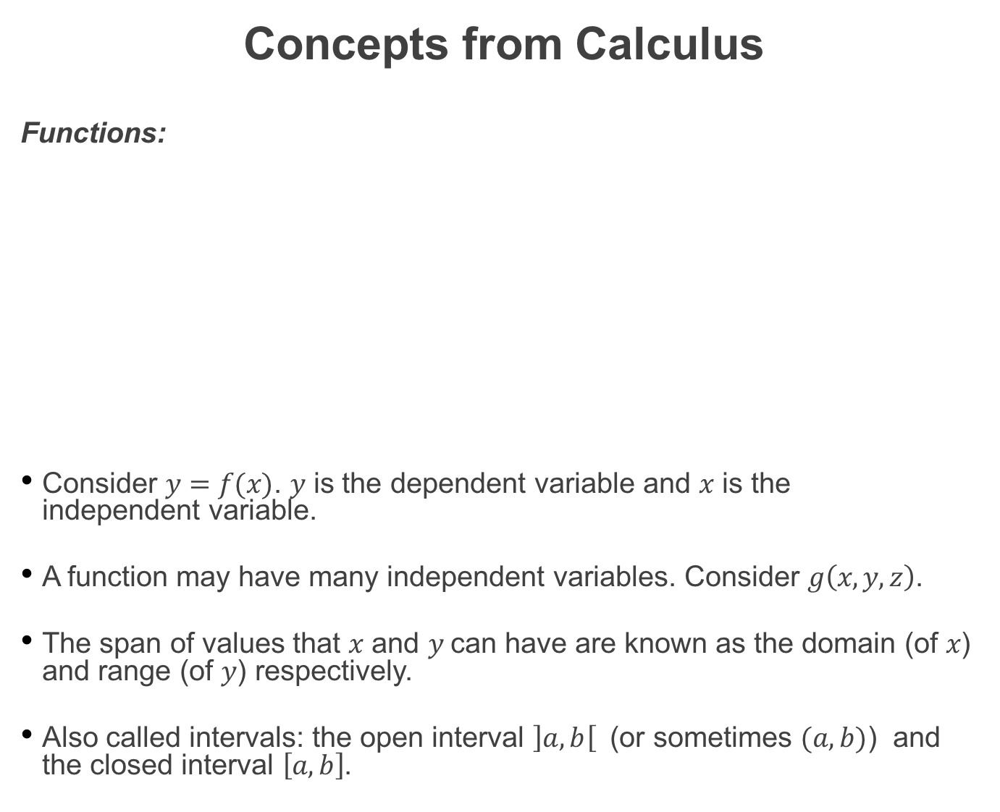 Concepts from Calculus
Functions:
• Consider y = f(x). y is the dependent variable and x is the
independent variable.
• A function may have many independent variables. Consider g(x, y, z).
• The span of values that x and y can have are known as the domain (of x)
and range (of y) respectively.
• Also called intervals: the open interval ]a, b[ (or sometimes (a, b)) and
the closed interval [a, b].